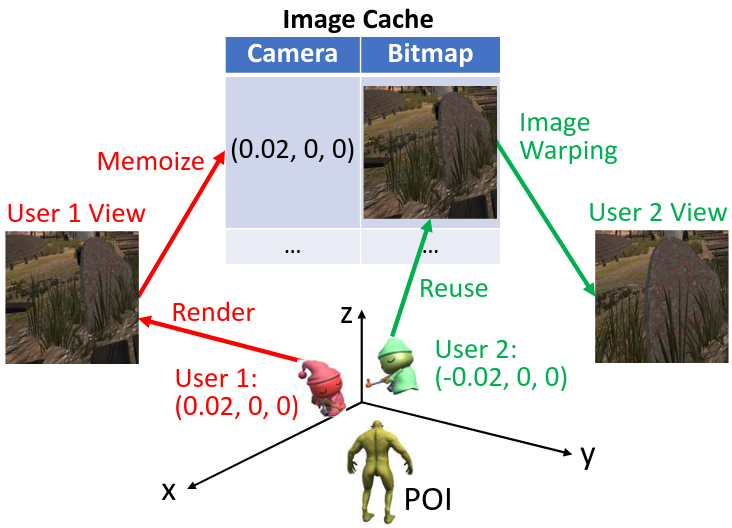 Image Cache
Camera
Bitmap
(0.02, 0, 0)
...
...
Memoize
Image
Warping
User 1 View
User 2 View
Render
Reuse
z
User 1:
(0.02, 0, 0)
User 2:
(-0.02, 0, 0)
x
y
POI